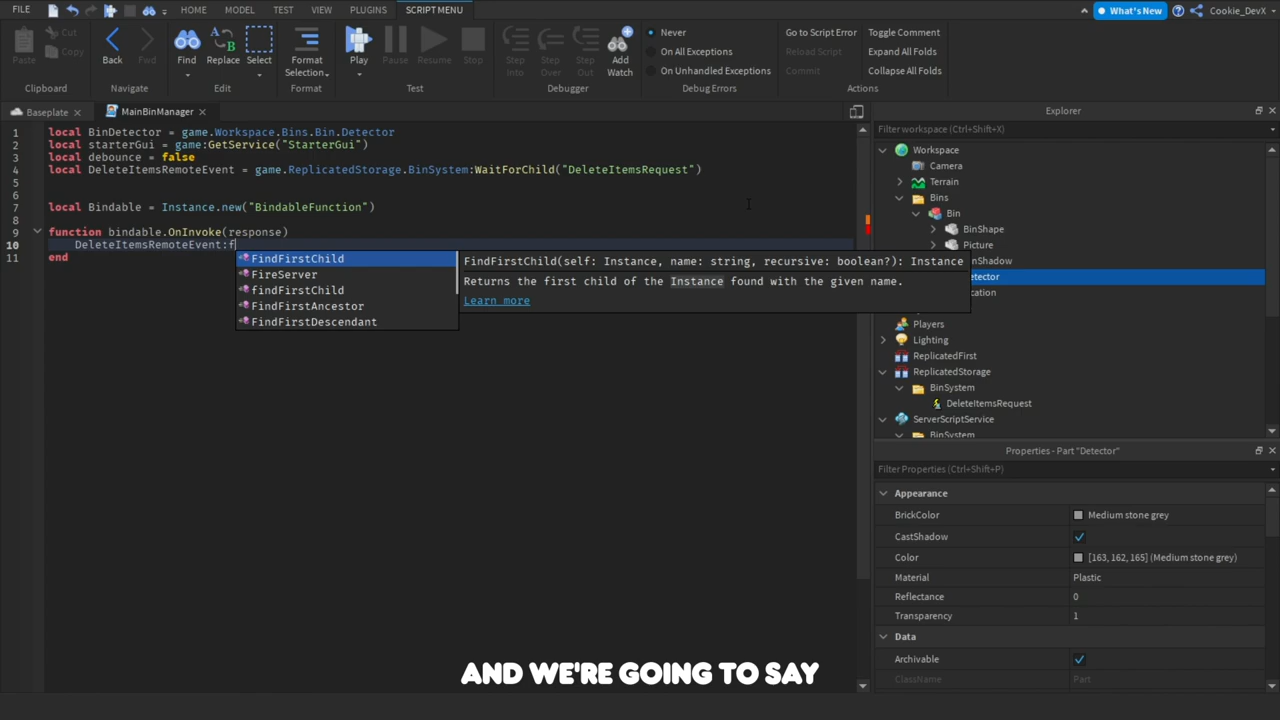 FILE
HOME
MODEL
TEST
VIEW
PLUGINS
SCRIPT MENU
What's New
Cookie_DevX
Paste
Cut
Copy
Clipboard
Back
Fwd
Navigate
Find
Replace
Select
Edit
Format
Selection
Format
Play
Pause
Resume
Stop
Test
Step
Into
Step
Over
Step
Out
Add
Watch
Debugger
Never
On All Exceptions
On Unhandled Exceptions
Debug Errors
Go to Script Error
Reload Script
Commit
Toggle Comment
Expand All Folds
Collapse All Folds
Actions
Baseplate
MainBinManager
1 local BinDetector = game.Workspace.Bins.Bin.Detector
2 local starterGui = game:GetService("StarterGui")
3 local debounce = false
4 local DeleteItemsRemoteEvent = game.ReplicatedStorage.BinSystem:WaitForChild("DeleteItemsRequest")
5
6
7 local Bindable = Instance.new("BindableFunction")
8
9 function bindable.OnInvoke(response)
10 DeleteItemsRemoteEvent:f
11 end
FindFirstChild
FireServer
findFirstChild
FindFirstAncestor
FindFirstDescendant
FindFirstChild(self: Instance, name: string, recursive: boolean?): Instance
Returns the first child of the Instance found with the given name.
Learn more
Explorer
Filter workspace (Ctrl+Shift+X)
Workspace
Camera
Terrain
Bins
Bin
BinShape
Picture
nShadow
etector
cation
Players
Lighting
ReplicatedFirst
ReplicatedStorage
BinSystem
DeleteItemsRequest
ServerScriptService
BinSystem
Properties - Part "Detector"
Filter Properties (Ctrl+Shift+P)
Appearance
BrickColor Medium stone grey
CastShadow
Color [163, 162, 165] (Medium stone grey)
Material Plastic
Reflectance 0
Transparency 1
Data
Archivable
ClassName Part
AND WE'RE GOING TO SAY